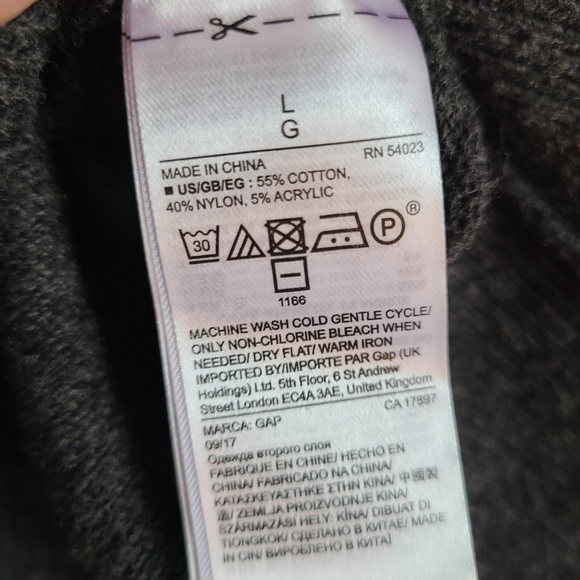 L
G
MADE IN CHINA
RN 54023
■ US/GB/EG : 55% COTTON,
40% NYLON, 5% ACRYLIC
30
P
®
1166
MACHINE WASH COLD GENTLE CYCLE/
ONLY NON-CHLORINE BLEACH WHEN
NEEDED/ DRY FLAT/ WARM IRON
IMPORTED BY/IMPORTE PAR Gap (UK
Holdings) Ltd. 5th Floor, 6 St Andrew
Street London EC4A 3AE, United Kingdom
CA 17897
MARCA: GAP
09/17
Одежда второго слоя
FABRIQUE EN CHINE/ HECHO EN
CHINA/ FABRICADO NA CHINA/
ΚΑΤΑΣΚΕΥΑΣΤΗΚΕ ΣΤΗΝ ΚΙΝΑ/ 中國製
造/ ZEMLJA PROIZVODNJE KINA/
SZÁRMAZÁSI HELY: KÍNA/ DIBUAT DI
TIONGKOK/ СДЕЛАНО В КИТАЕ/ MADE
IN CIN/ ВИРОБЛЕНО В КИТАЇ